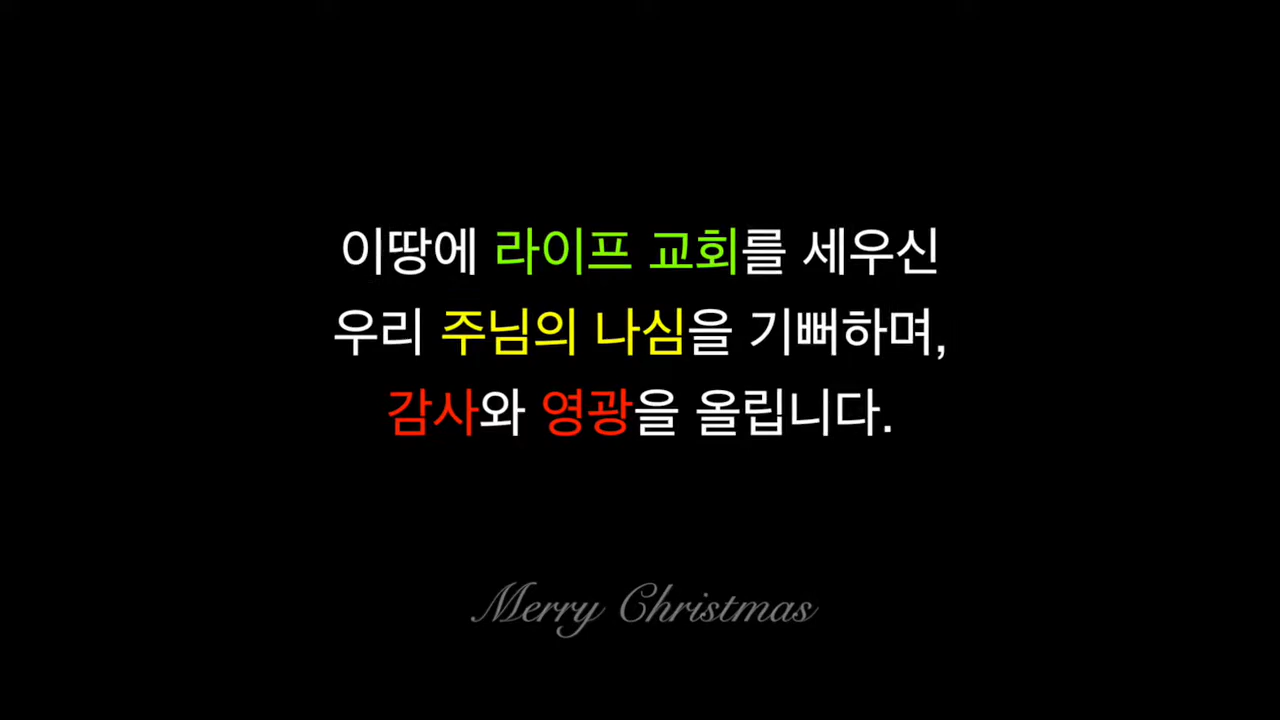 이땅에 라이프 교회를 세우신
우리 주님의 나심을 기뻐하며,
감사와 영광을 올립니다.
Merry Christmas